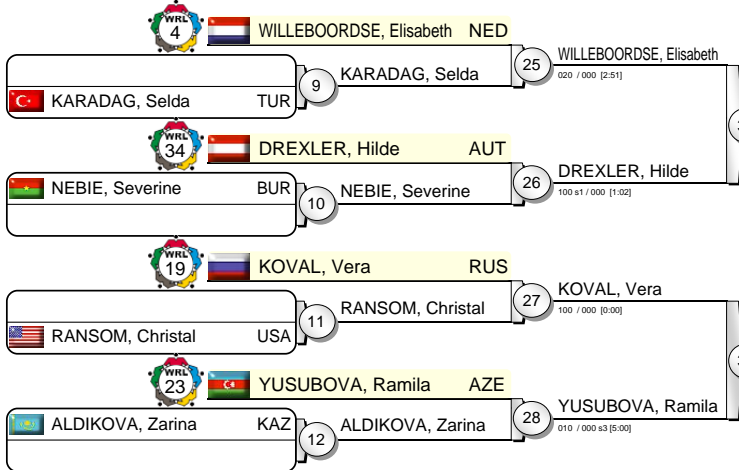 WRL
4
WILLEBOORDSE, Elisabeth NED
KARADAG, Selda TUR
9
KARADAG, Selda
25
WILLEBOORDSE, Elisabeth
020 / 000 [2:51]
WRL
34
DREXLER, Hilde AUT
NEBIE, Severine BUR
10
NEBIE, Severine
26
DREXLER, Hilde
100 s1 / 000 [1:02]
WRL
19
KOVAL, Vera RUS
RANSOM, Christal USA
11
RANSOM, Christal
27
KOVAL, Vera
100 / 000 [0:00]
WRL
23
YUSUBOVA, Ramila AZE
ALDIKOVA, Zarina KAZ
12
ALDIKOVA, Zarina
28
YUSUBOVA, Ramila
010 / 000 s3 [5:00]